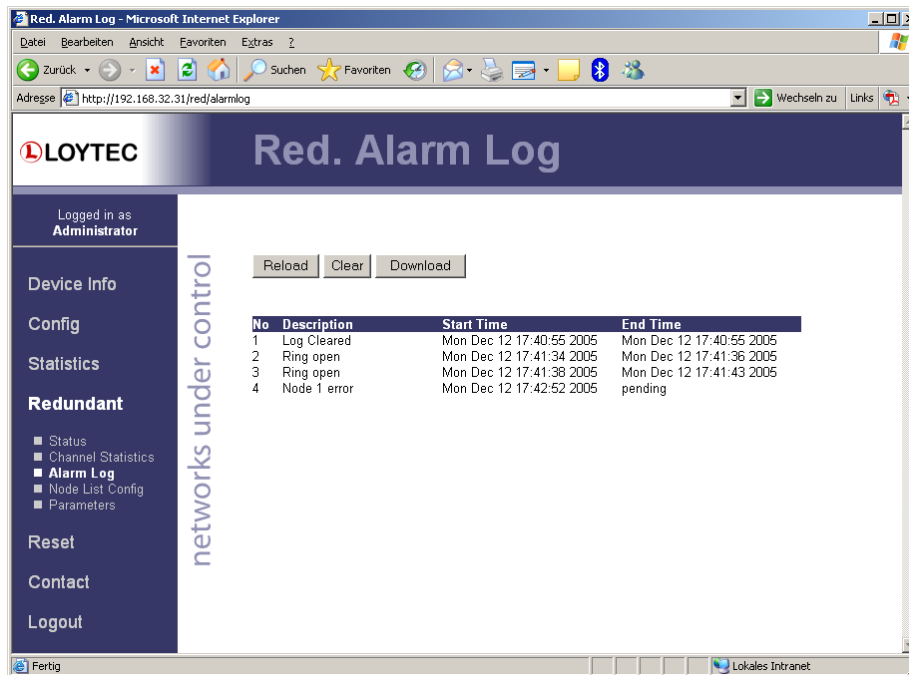 Red. Alarm Log - Microsoft Internet Explorer
Datei Bearbeiten Ansicht Favoriten Extras ?
Zurück Suchen Favoriten
Adresse http://192.168.32.31/red/alarmlog Wechseln zu Links
LOYTEC
Red. Alarm Log
Logged in as
Administrator
Device Info
Config
Statistics
Redundant
Status
Channel Statistics
Alarm Log
Node List Config
Parameters
Reset
Contact
Logout
networks under control
Reload Clear Download
No Description Start Time End Time
1 Log Cleared Mon Dec 12 17:40:55 2005 Mon Dec 12 17:40:55 2005
2 Ring open Mon Dec 12 17:41:34 2005 Mon Dec 12 17:41:36 2005
3 Ring open Mon Dec 12 17:41:38 2005 Mon Dec 12 17:41:43 2005
4 Node 1 error Mon Dec 12 17:42:52 2005 pending
Fertig Lokales Intranet